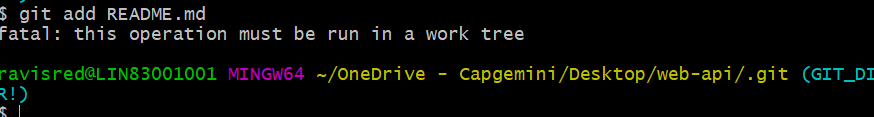 $ git add README.md
fatal: this operation must be run in a work tree
ravisred@LIN83001001 MINGW64 ~/OneDrive - Capgemini/Desktop/web-api/.git (GIT_DI
R!)
$